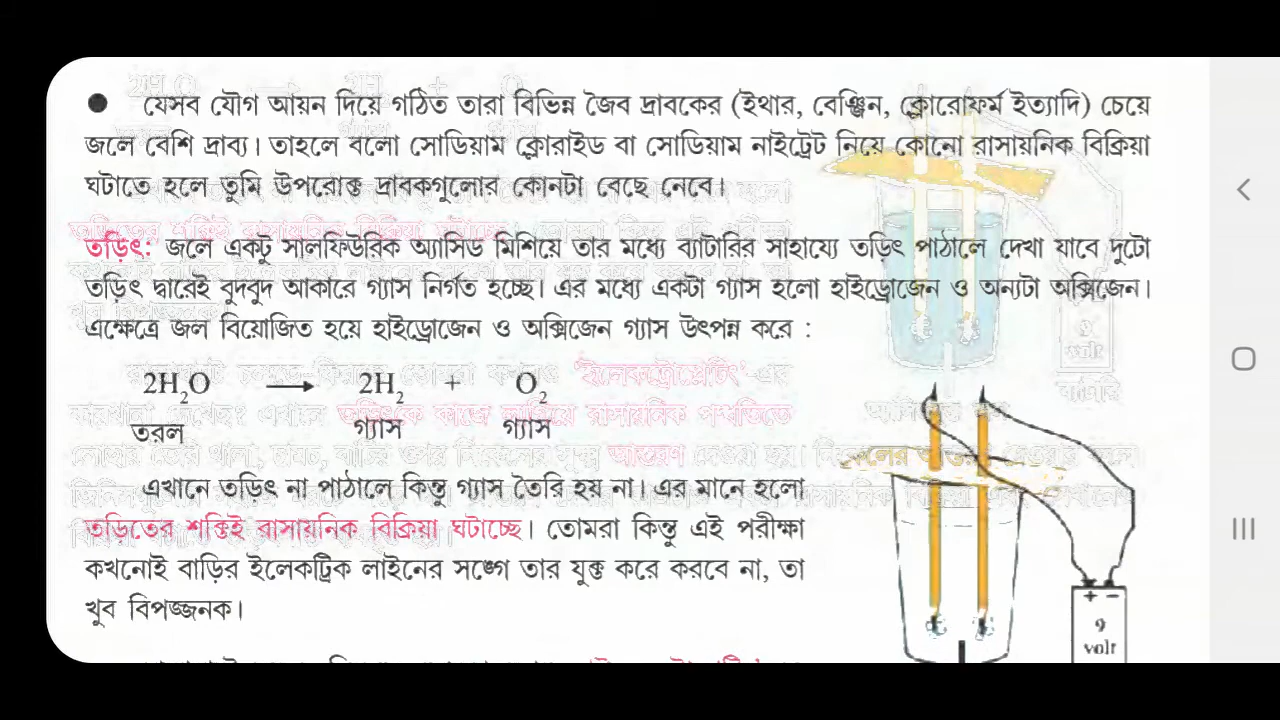 ● যেসব যৌগ আয়ন দিয়ে গঠিত তারা বিভিন্ন জৈব দ্রাবকের (ইথার, বেঞ্জিন, ক্লোরোফর্ম ইত্যাদি) চেয়ে
জলে বেশি দ্রাব্য। তাহলে বলো সোডিয়াম ক্লোরাইড বা সোডিয়াম নাইট্রেট নিয়ে কোনো রাসায়নিক বিক্রিয়া
ঘটাতে হলে তুমি উপরোক্ত দ্রাবকগুলোর কোনটা বেছে নেবে।
তড়িৎ: জলে একটু সালফিউরিক অ্যাসিড মিশিয়ে তার মধ্যে ব্যাটারির সাহায্যে তড়িৎ পাঠালে দেখা যাবে দুটো
তড়িৎ দ্বারেই বুদবুদ আকারে গ্যাস নির্গত হচ্ছে। এর মধ্যে একটা গ্যাস হলো হাইড্রোজেন ও অন্যটা অক্সিজেন।
এক্ষেত্রে জল বিয়োজিত হয়ে হাইড্রোজেন ও অক্সিজেন গ্যাস উৎপন্ন করে :
2H₂O ⟶ 2H₂ + O₂
তরল গ্যাস গ্যাস
এখানে তড়িৎ না পাঠালে কিন্তু গ্যাস তৈরি হয় না। এর মানে হলো
তড়িতের শক্তিই রাসায়নিক বিক্রিয়া ঘটাচ্ছে। তোমরা কিন্তু এই পরীক্ষা
কখনোই বাড়ির ইলেকট্রিক লাইনের সঙ্গে তার যুক্ত করে করবে না, তা
খুব বিপজ্জনক।
+ −
9
volt